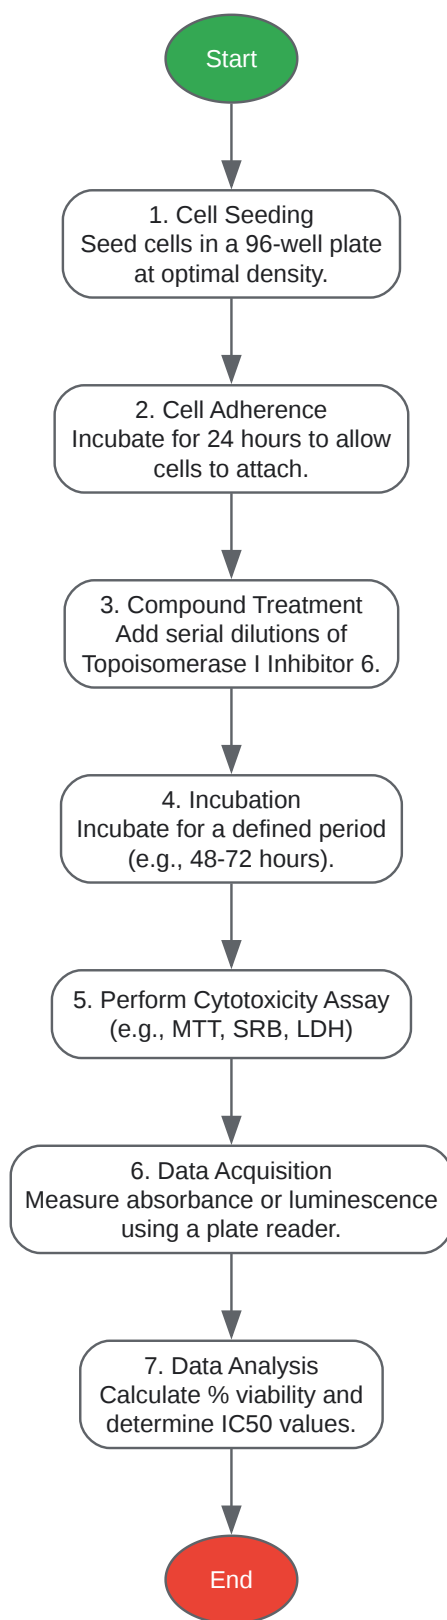 Start
1. Cell Seeding
Seed cells in a 96-well plate
at optimal density.
2. Cell Adherence
Incubate for 24 hours to allow
cells to attach.
3. Compound Treatment
Add serial dilutions of
Topoisomerase I Inhibitor 6.
4. Incubation
Incubate for a defined period
(e.g., 48-72 hours).
5. Perform Cytotoxicity Assay
(e.g., MTT, SRB, LDH)
6. Data Acquisition
Measure absorbance or luminescence
using a plate reader.
7. Data Analysis
Calculate % viability and
determine IC50 values.
End